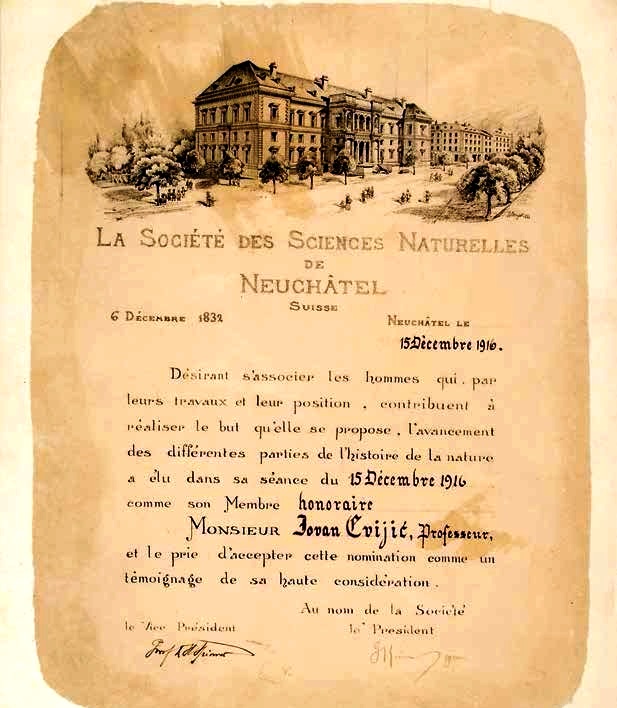 La Société des Sciences Naturelles
de
Neuchâtel
Suisse
6 Décembre 1832
Neuchâtel le
15 Décembre 1916.
Désirant s'associer les hommes qui, par
leurs travaux et leur position, contribuent à
réaliser le but qu'elle se propose, l'avancement
des différentes parties de l'histoire de la nature
a élu dans sa séance du 15 Décembre 1916
comme son Membre honoraire
Monsieur Jovan Cvijić, Professeur,
et le prie d'accepter cette nomination comme un
témoignage de sa haute considération.
Au nom de la Société
le Vice Président
le Président